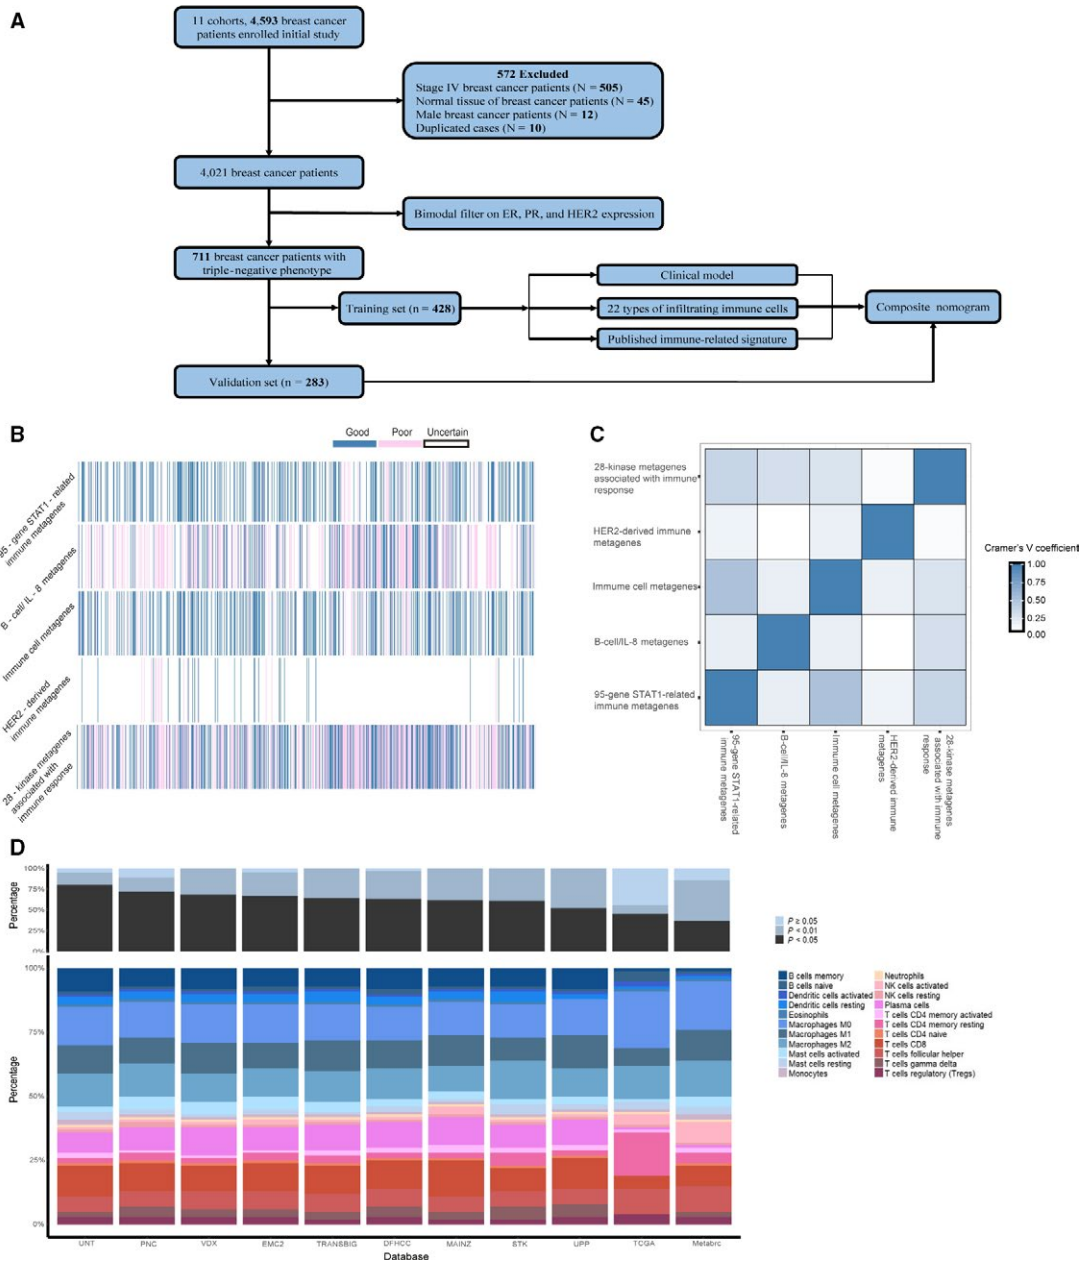 A
11 cohorts, 4,593 breast cancer
patients enrolled initial study
572 Excluded
Stage IV breast cancer patients (N = 505)
Normal tissue of breast cancer patients (N = 45)
Male breast cancer patients (N = 12)
Duplicated cases (N = 10)
4,021 breast cancer patients
Bimodal filter on ER, PR, and HER2 expression
711 breast cancer patients with
triple-negative phenotype
Training set (n = 428)
Clinical model
22 types of infiltrating immune cells
Published immune-related signature
Composite nomogram
Validation set (n = 283)
B
Good
Poor
Uncertain
95 - gene STAT1 - related
immune metagenes
B - cell/ IL - 8 metagenes
Immune cell metagenes
HER2 - derived
immune metagenes
28 - kinase metagenes
associated with
immune response
C
28-kinase metagenes
associated with immune
response
HER2-derived immune
metagenes
Immume cell metagenes
B-cell/IL-8 metagenes
95-gene STAT1-related
immune metagenes
95-gene STAT1-related
immune metagenes
B-cell/IL-8 metagenes
Immume cell metagenes
HER2-derived immune
metagenes
28-kinase metagenes
associated with immune
response
Cramer's V coefficient
1.00
0.75
0.50
0.25
0.00
D
Percentage
100%
75%
50%
25%
0%
P ≥ 0.05
P < 0.01
P < 0.05
Percentage
100%
75%
50%
25%
0%
B cells memory
B cells naive
Dendritic cells activated
Dendritic cells resting
Eosinophils
Macrophages M0
Macrophages M1
Macrophages M2
Mast cells activated
Mast cells resting
Monocytes
Neutrophils
NK cells activated
NK cells resting
Plasma cells
T cells CD4 memory activated
T cells CD4 memory resting
T cells CD4 naive
T cells CD8
T cells follicular helper
T cells gamma delta
T cells regulatory (Tregs)
UNT
PNC
VDX
EMC2
TRANSBIG
DFHCC
MAINZ
STK
UPP
TCGA
Metabrc
Database